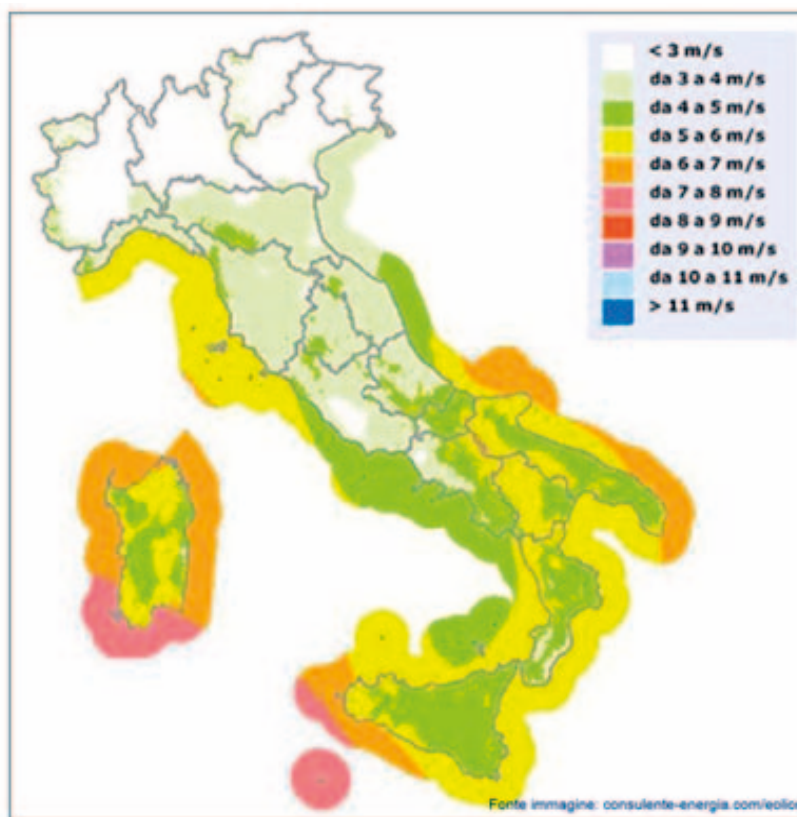 < 3 m/s
da 3 a 4 m/s
da 4 a 5 m/s
da 5 a 6 m/s
da 6 a 7 m/s
da 7 a 8 m/s
da 8 a 9 m/s
da 9 a 10 m/s
da 10 a 11 m/s
> 11 m/s
Fonte immagine: consulente-energia.com/eolico